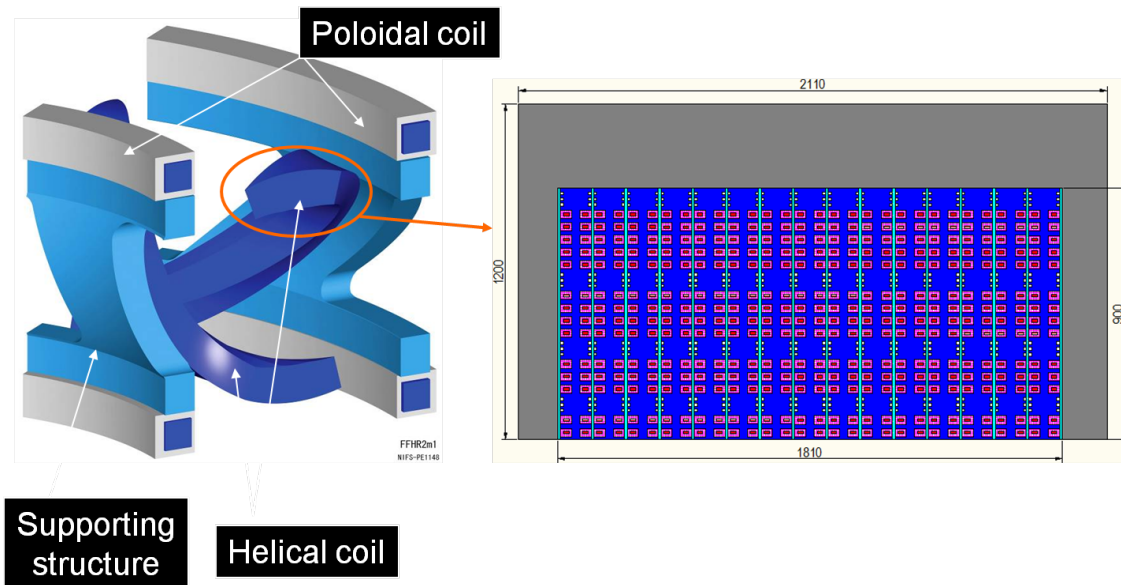 Poloidal coil
2110
1200
900
1810
FFHR2m1
NIFS-PE1148
Supporting
structure
Helical coil